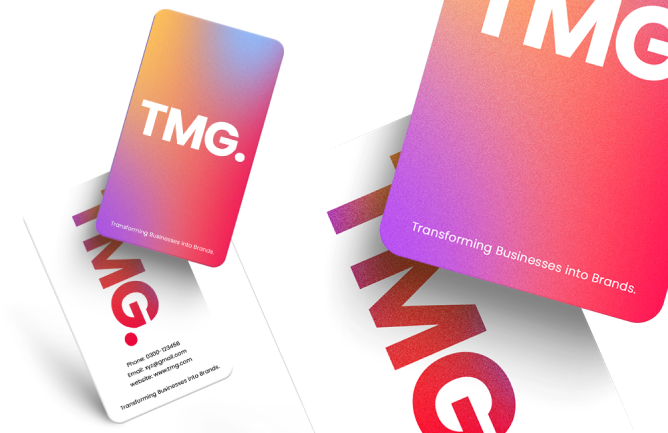 TMG.
Transforming Businesses into Brands.
TMG.
Phone: 0300-123456
Email: xyz@gmail.com
website: www.tmg.com
Transforming Businesses into Brands.
TMG
Transforming Businesses into Brands.
TMG